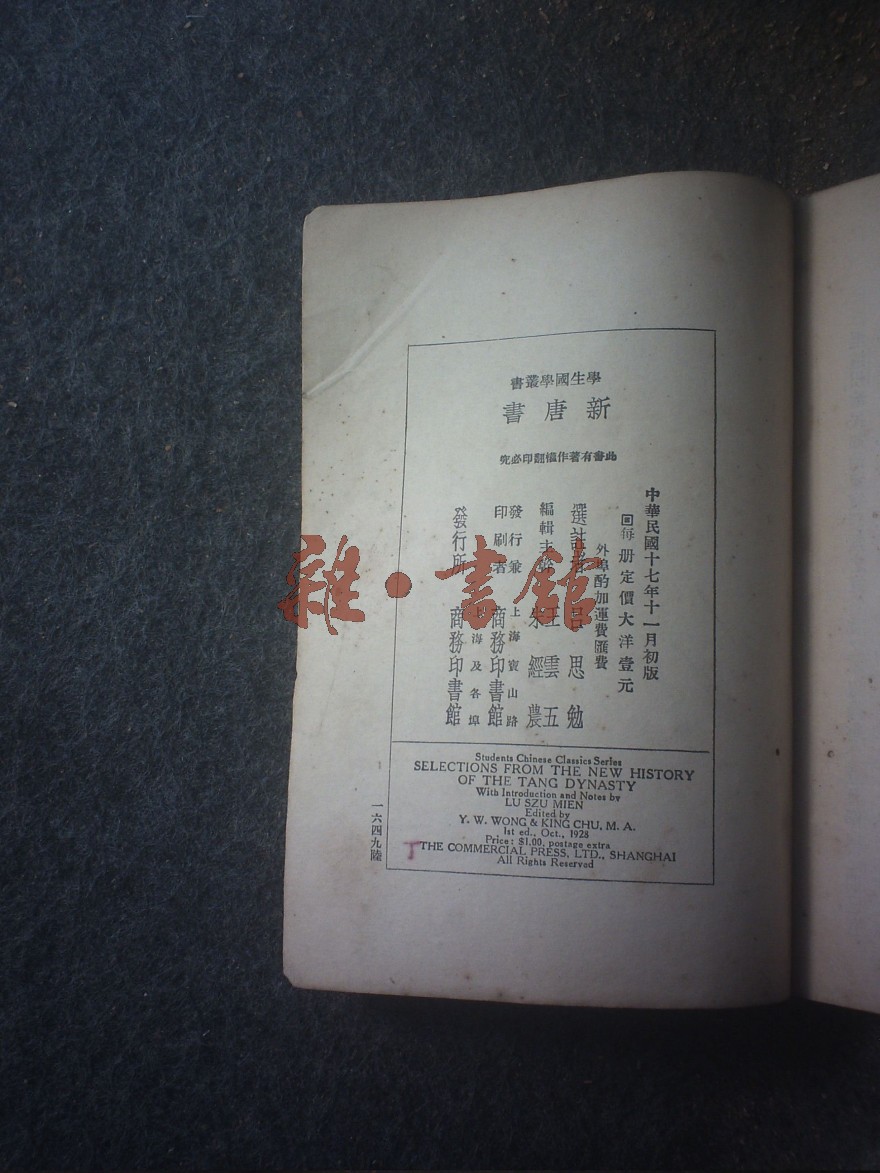 學生國學叢書
新唐書
此書有著作權翻印必究
中華民國十七年十一月初版
回每册定價大洋壹元
外埠酌加運費匯費
選註者 呂思勉
編輯主幹 王雲五 朱經農
發行兼印刷者 上海寶山路 商務印書館
發行所 上海及各埠 商務印書館
Students Chinese Classics Series
SELECTIONS FROM THE NEW HISTORY
OF THE TANG DYNASTY
With Introduction and Notes by
LU SZU MIEN
Edited by
Y. W. WONG & KING CHU, M. A.
1st ed., Oct., 1928
Price: $1.00, postage extra
THE COMMERCIAL PRESS, LTD., SHANGHAI
All Rights Reserved
一六四九陸
雜·書館